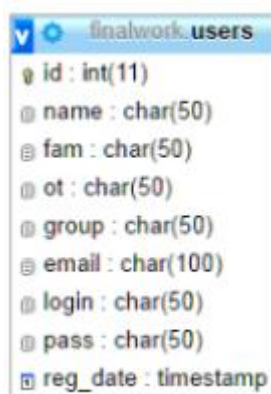 finalwork.users
id : int(11)
name : char(50)
fam : char(50)
ot : char(50)
group : char(50)
email : char(100)
login : char(50)
pass : char(50)
reg_date : timestamp